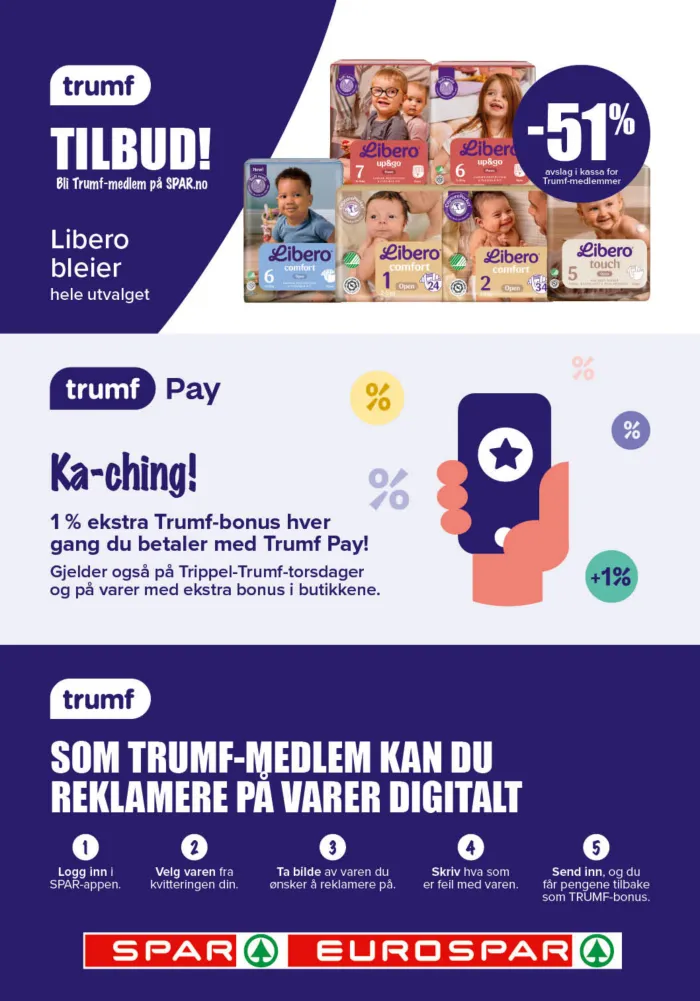 trumf
TILBUD!
Bli Trumf-medlem på SPAR.no
Libero
bleier
hele utvalget
-51%
avslag i kassa for
Trumf-medlemmer
Libero
up&go
7
Libero
up&go
6
Libero
comfort
6
Libero
comfort
1
Open
24
Libero
comfort
2
Open
34
Libero
touch
5
trumf Pay
Ka-ching!
1 % ekstra Trumf-bonus hver
gang du betaler med Trumf Pay!
Gjelder også på Trippel-Trumf-torsdager
og på varer med ekstra bonus i butikkene.
%
%
%
%
+1%
trumf
SOM TRUMF-MEDLEM KAN DU
REKLAMERE PÅ VARER DIGITALT
1
Logg inn i
SPAR-appen.
2
Velg varen fra
kvitteringen din.
3
Ta bilde av varen du
ønsker å reklamere på.
4
Skriv hva som
er feil med varen.
5
Send inn, og du
får pengene tilbake
som TRUMF-bonus.
SPAR EUROSPAR